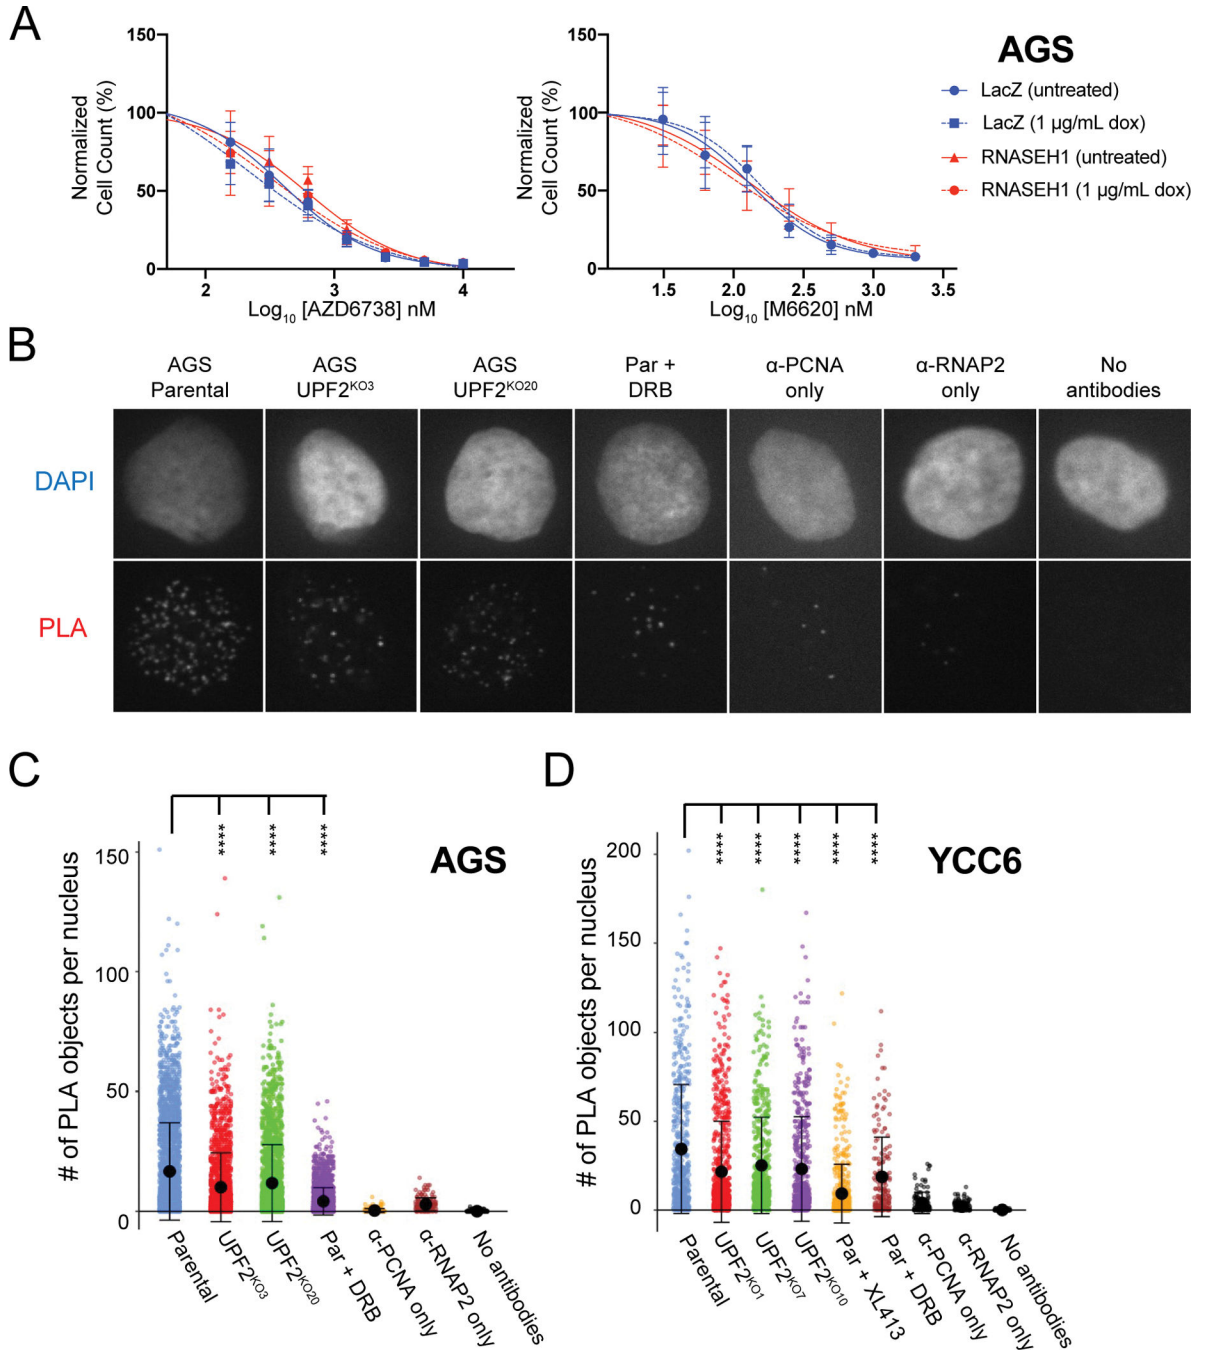 A
150
100
50
0
Normalized
Cell Count (%)
2
3
4
Log10 [AZD6738] nM
150
100
50
0
Normalized
Cell Count (%)
1.5
2.0
2.5
3.0
3.5
Log10 [M6620] nM
AGS
LacZ (untreated)
LacZ (1 µg/mL dox)
RNASEH1 (untreated)
RNASEH1 (1 µg/mL dox)
B
AGS
Parental
AGS
UPF2KO3
AGS
UPF2KO20
Par +
DRB
α-PCNA
only
α-RNAP2
only
No
antibodies
DAPI
PLA
C
****
****
****
AGS
150
100
50
0
# of PLA objects per nucleus
Parental
UPF2KO3
UPF2KO20
Par + DRB
α-PCNA only
α-RNAP2 only
No antibodies
D
****
****
****
****
****
YCC6
200
150
100
50
0
# of PLA objects per nucleus
Parental
UPF2KO1
UPF2KO7
UPF2KO10
Par + XL413
Par + DRB
α-PCNA only
α-RNAP2 only
No antibodies